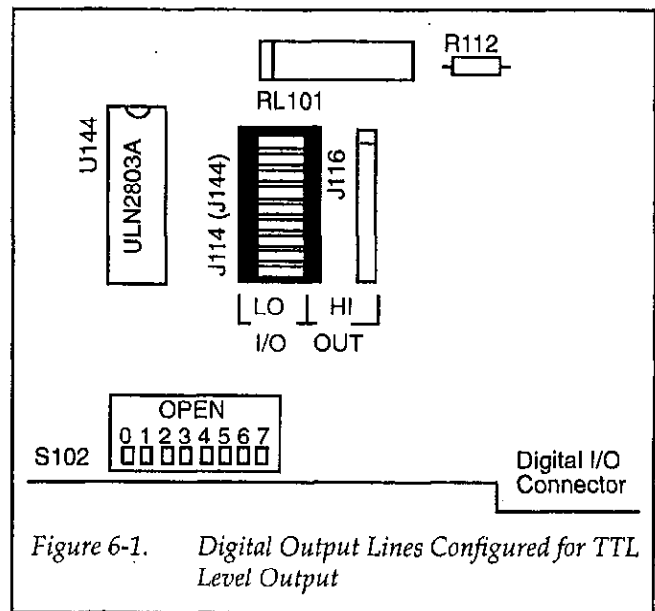 R112
RL101
U144
ULN2803A
J114 (J144)
J116
LO HI
I/O OUT
OPEN
0 1 2 3 4 5 6 7
S102
Digital I/O
Connector
Figure 6-1. Digital Output Lines Configured for TTL
Level Output